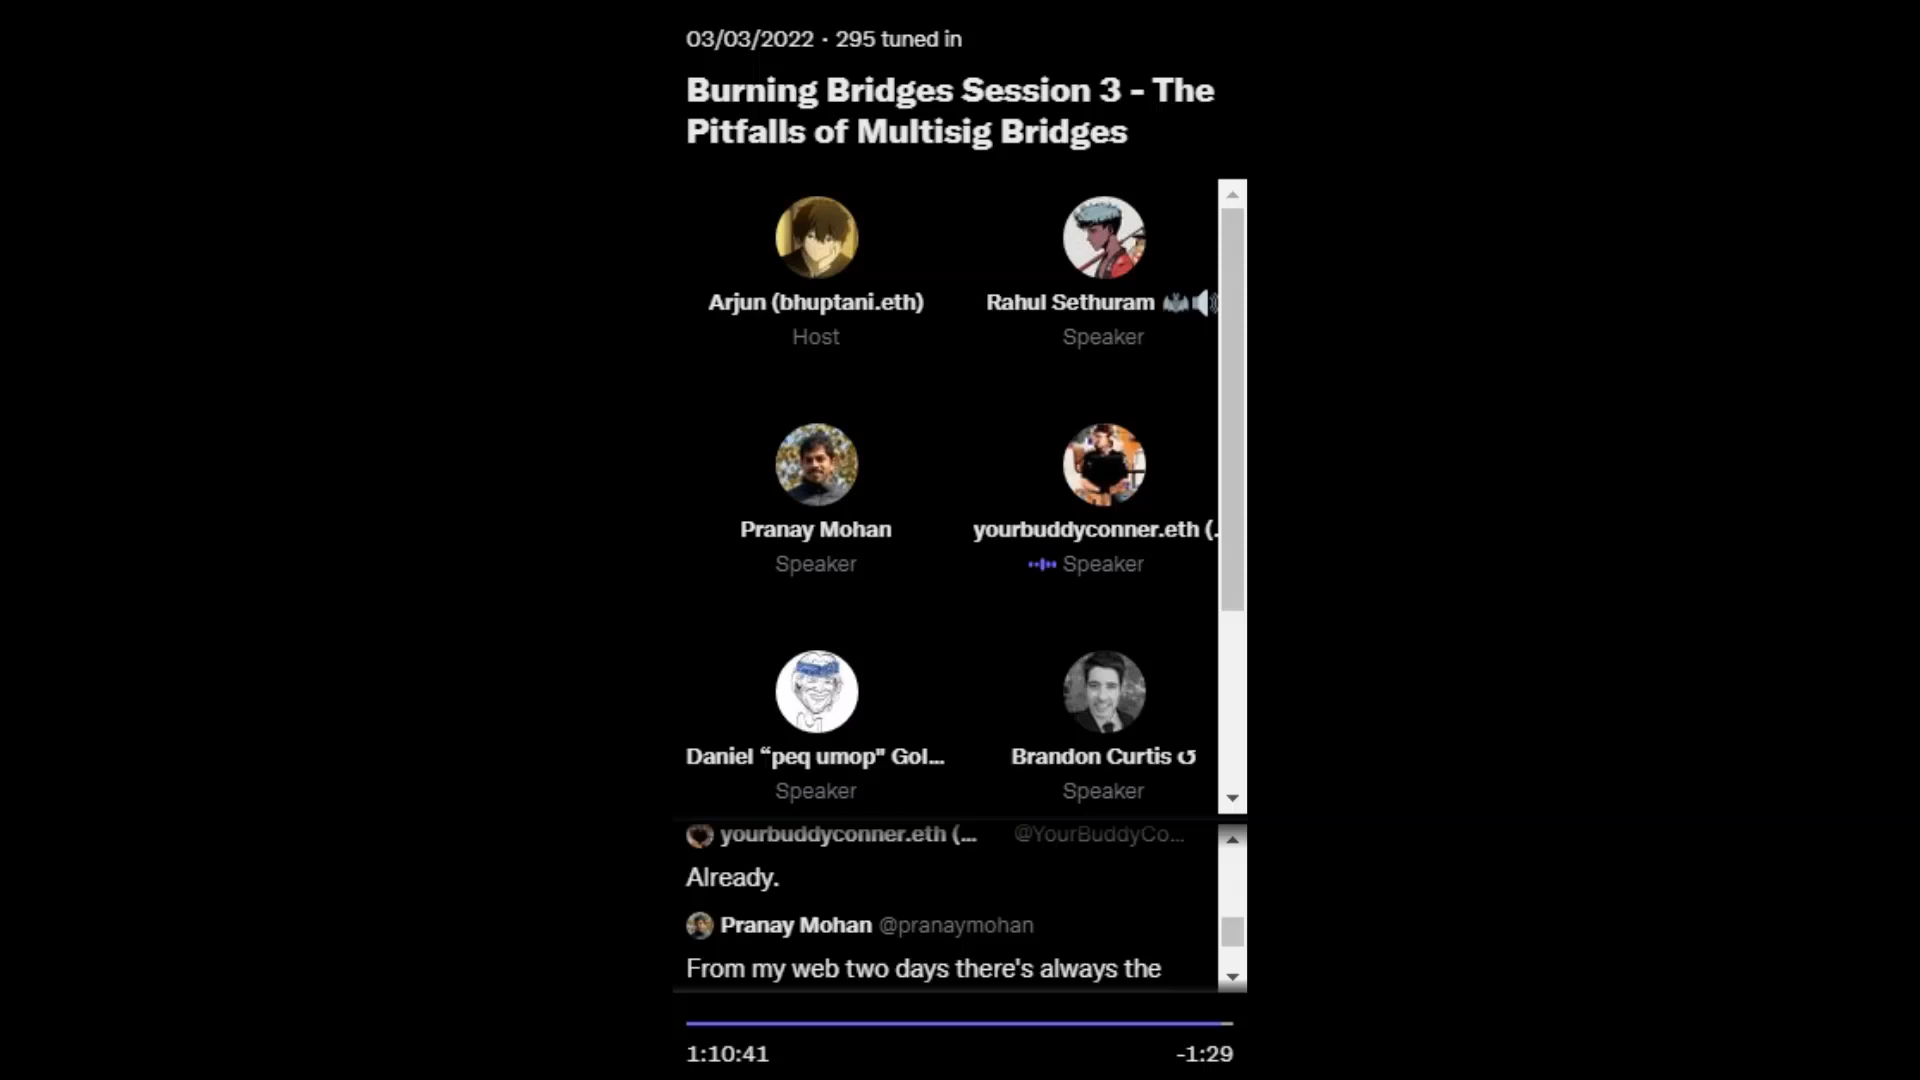 03/03/2022 · 295 tuned in
Burning Bridges Session 3 - The
Pitfalls of Multisig Bridges
Arjun (bhuptani.eth)
Host
Rahul Sethuram 🦇🔊
Speaker
Pranay Mohan
Speaker
yourbuddyconner.eth (.
Speaker
Daniel “peq umop" Gol...
Speaker
Brandon Curtis ↺
Speaker
yourbuddyconner.eth (... @YourBuddyCo...
Already.
Pranay Mohan @pranaymohan
From my web two days there's always the
1:10:41 -1:29